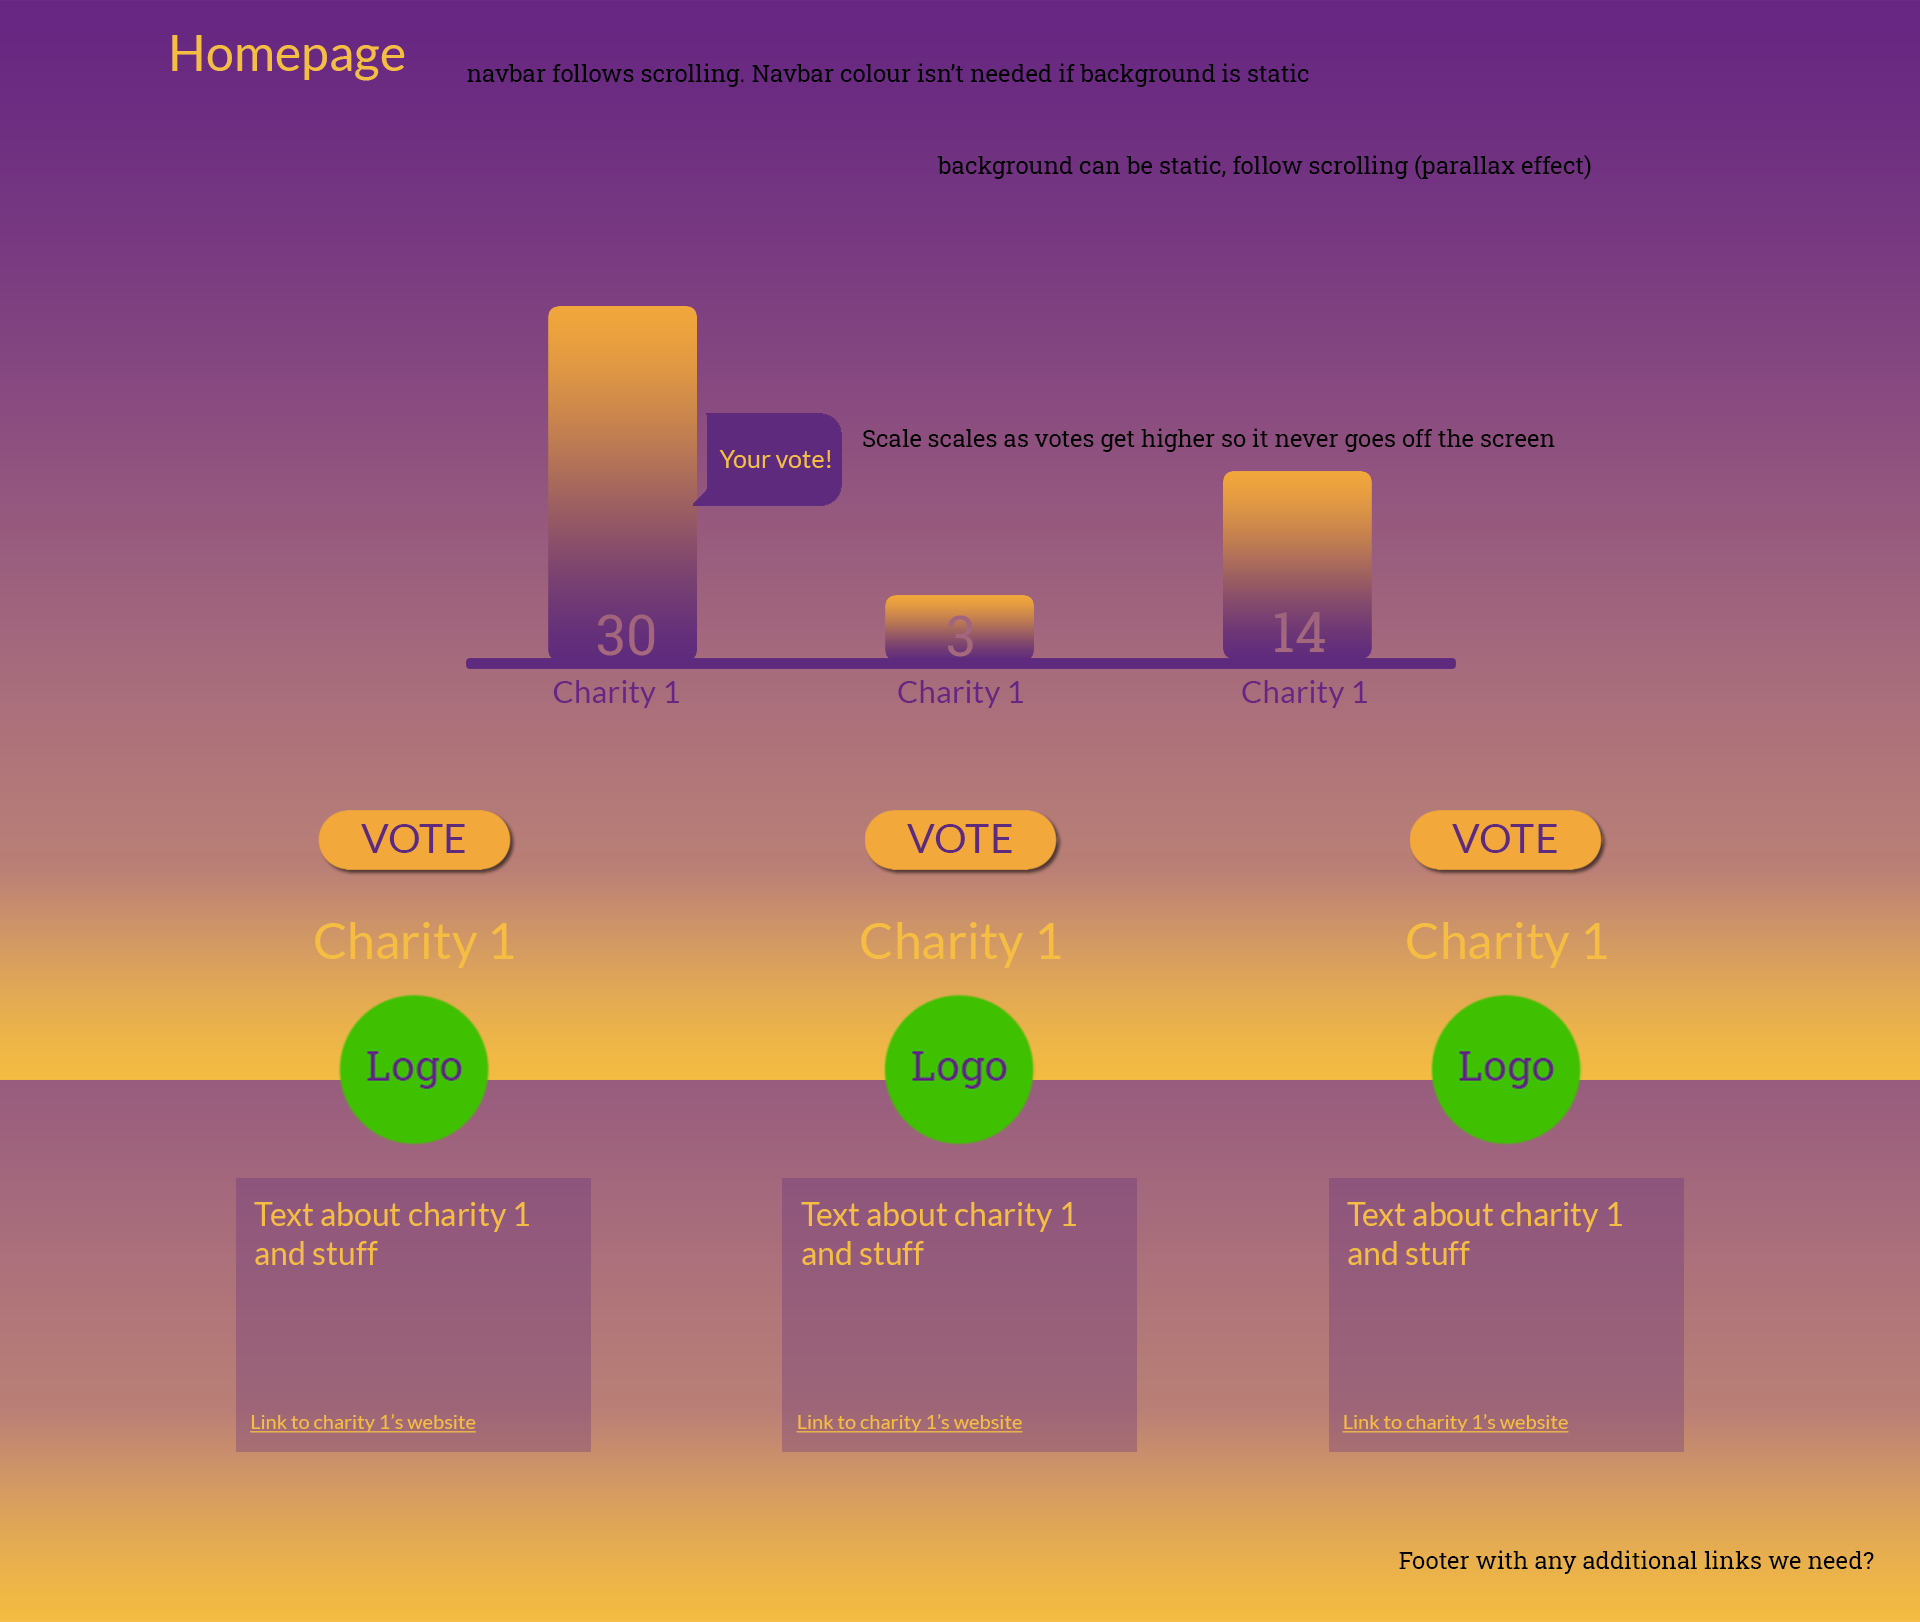 Homepage
navbar follows scrolling. Navbar colour isn’t needed if background is static
background can be static, follow scrolling (parallax effect)
Your vote!
Scale scales as votes get higher so it never goes off the screen
30
3
14
Charity 1
Charity 1
Charity 1
VOTE
VOTE
VOTE
Charity 1
Charity 1
Charity 1
Logo
Logo
Logo
Text about charity 1
and stuff
Link to charity 1’s website
Text about charity 1
and stuff
Link to charity 1’s website
Text about charity 1
and stuff
Link to charity 1’s website
Footer with any additional links we need?